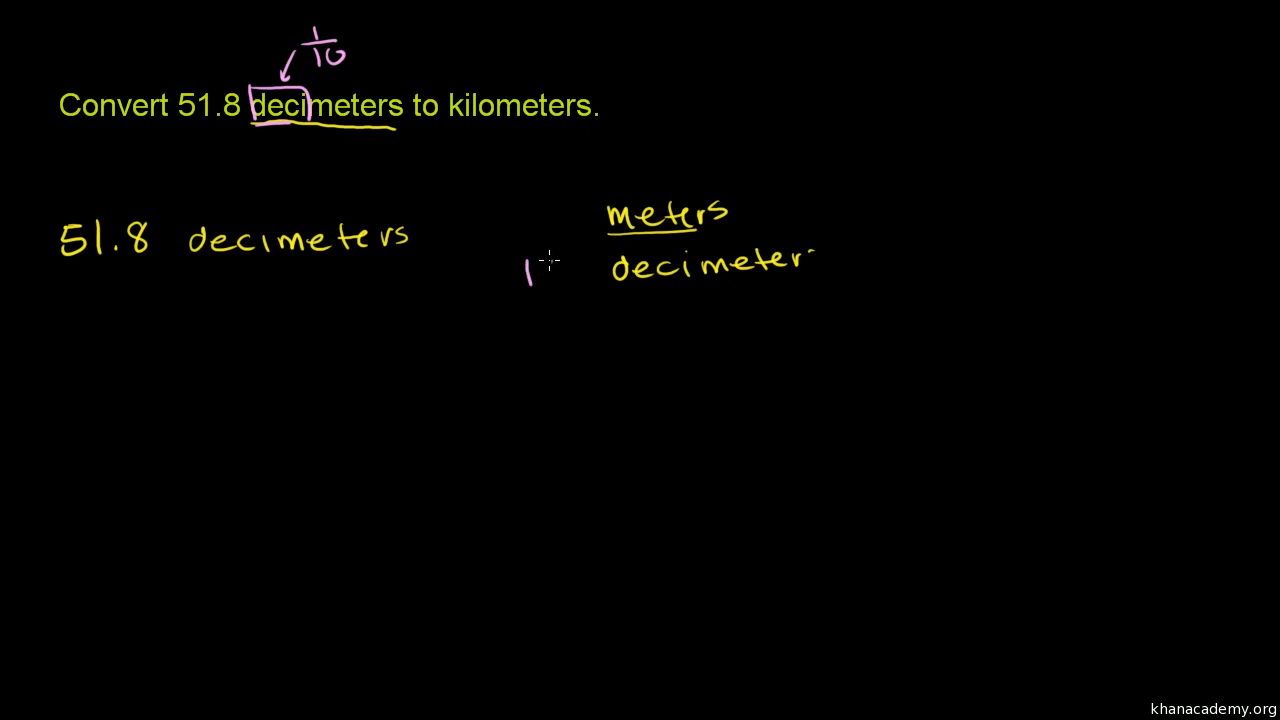 1/10
Convert 51.8 decimeters to kilometers.
meters
51.8 decimeters
1 decimeter
khanacademy.org